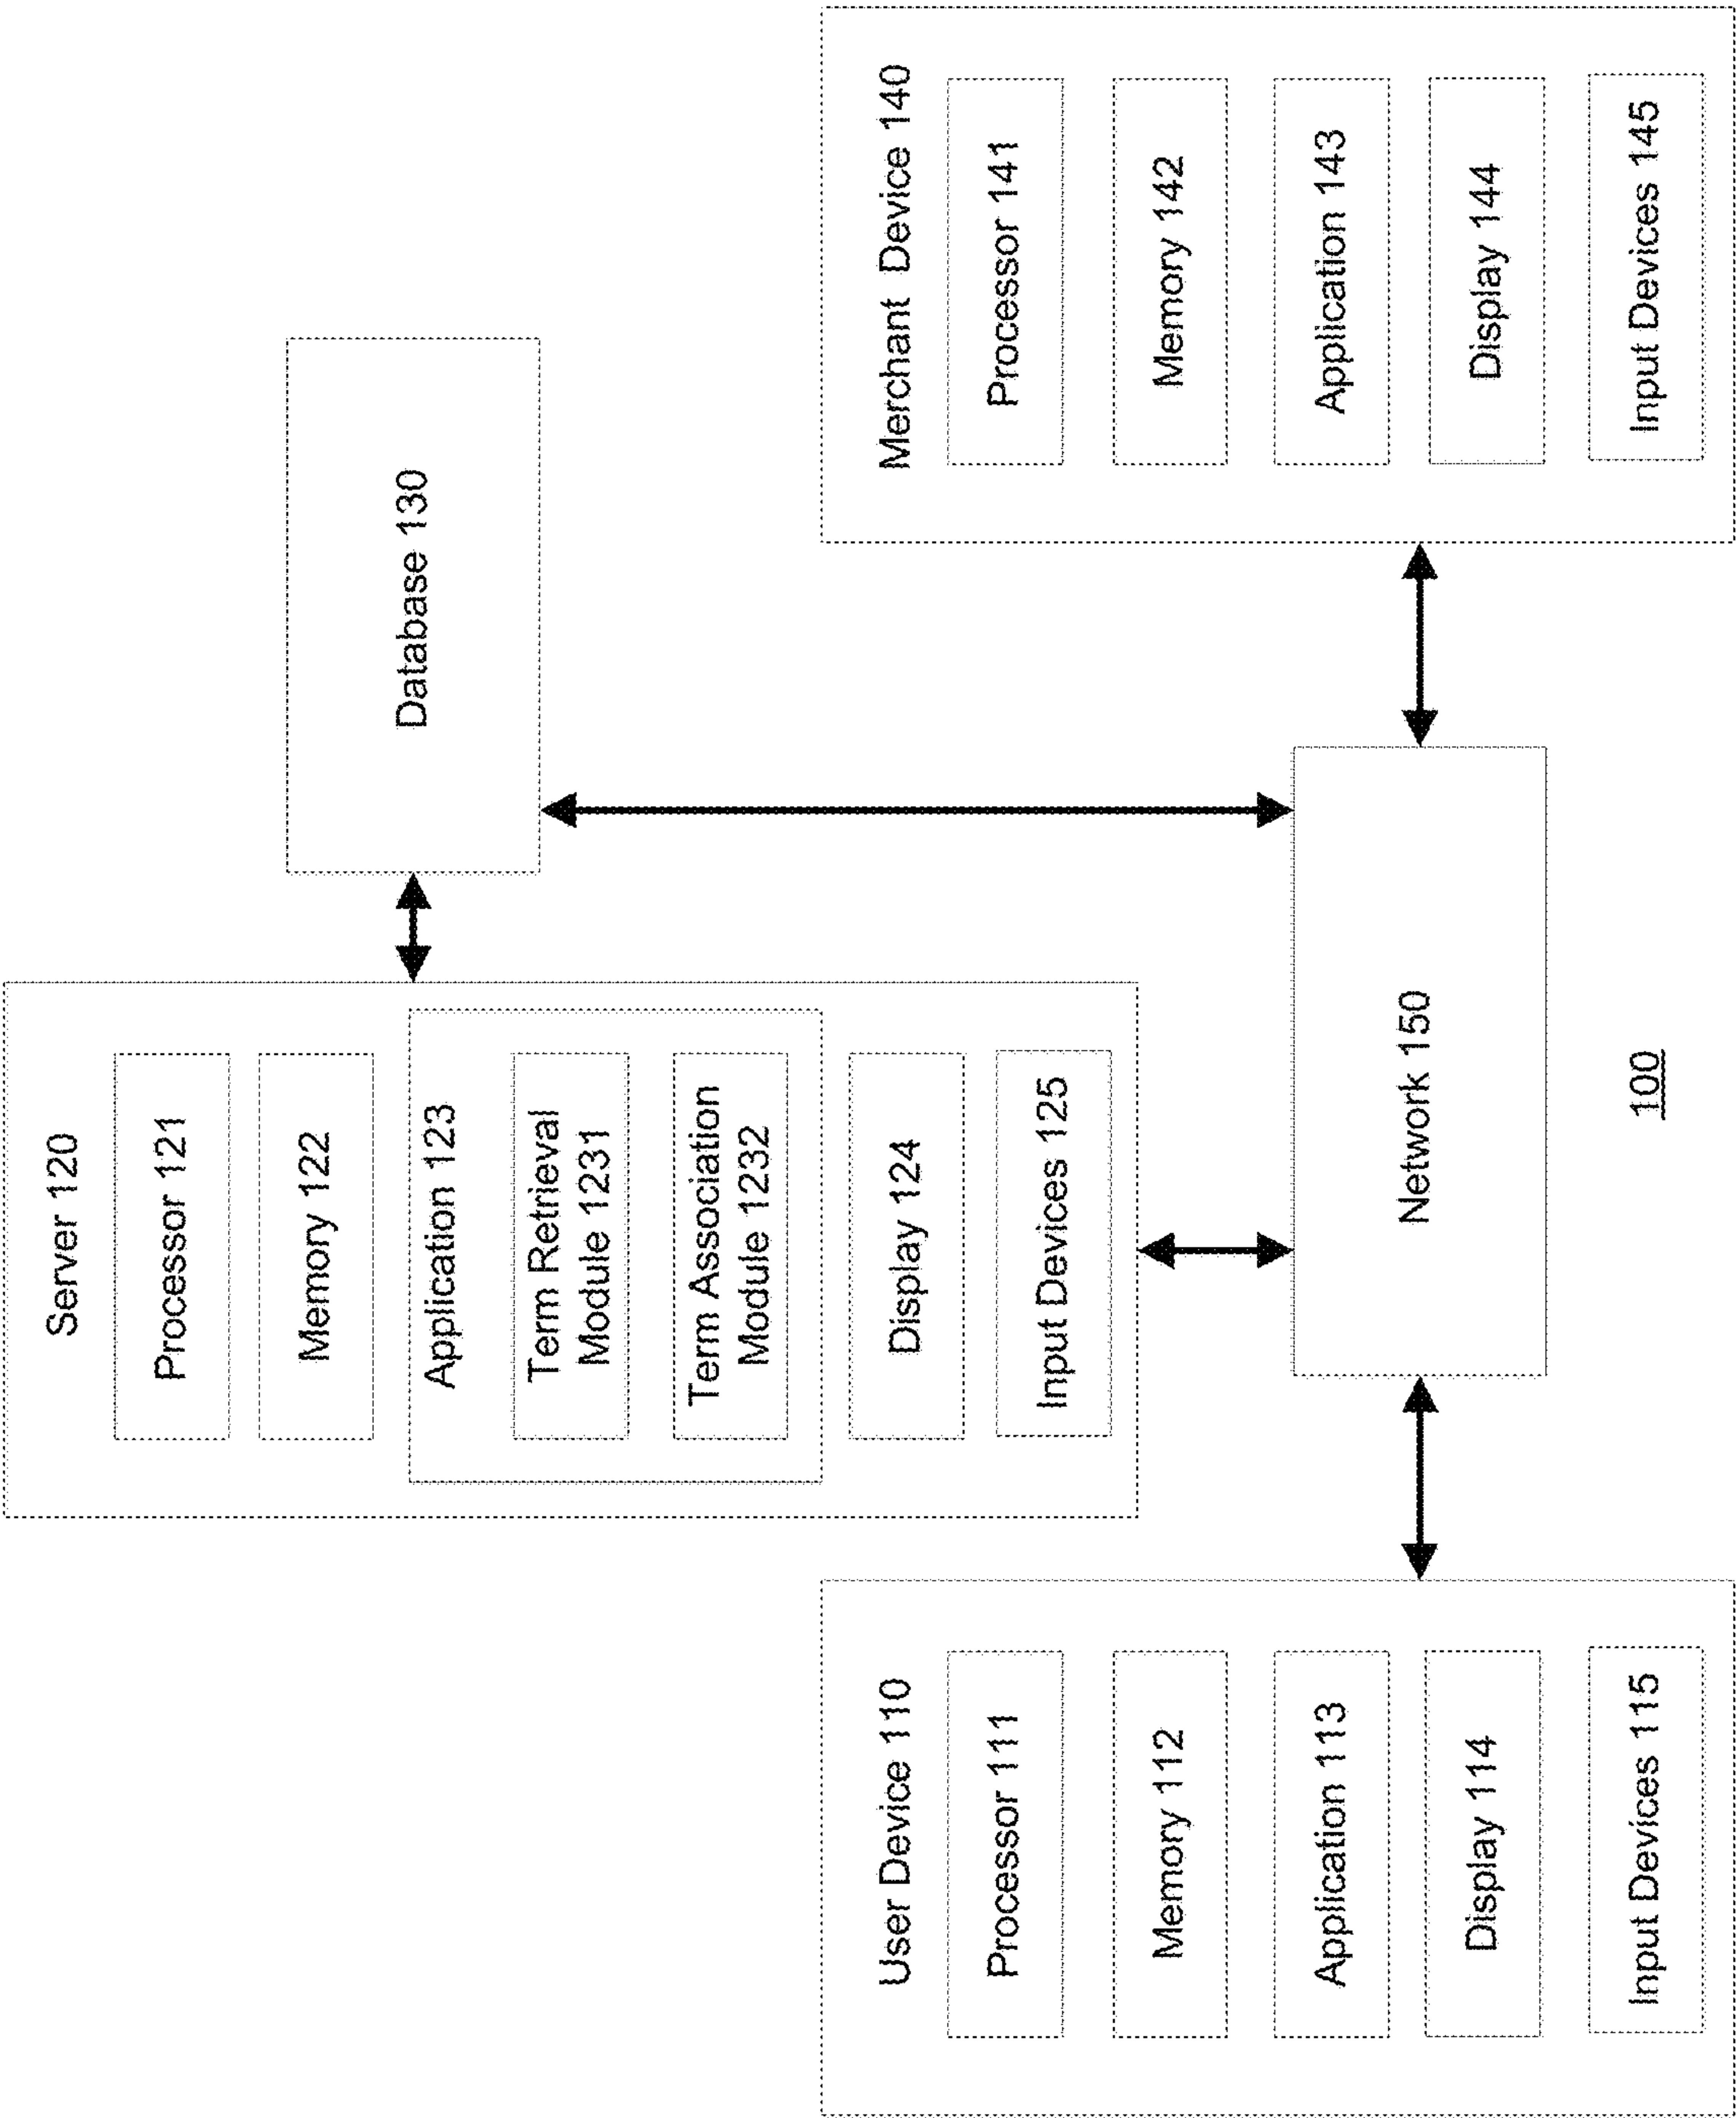 Server 120
Processor 121
Memory 122
Application 123
Term Retrieval
Module 1231
Term Association
Module 1232
Display 124
Input Devices 125
Database 130
User Device 110
Processor 111
Memory 112
Application 113
Display 114
Input Devices 115
Network 150
Merchant Device 140
Processor 141
Memory 142
Application 143
Display 144
Input Devices 145
100